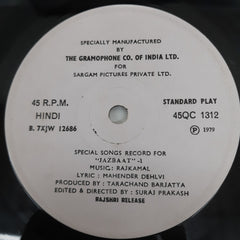 SPECIALLY MANUFACTURED
BY
THE GRAMOPHONE CO. OF INDIA LTD.
FOR
SARGAM PICTURES PRIVATE LTD.
45 R.P.M. STANDARD PLAY
HINDI 45QC 1312
B. 7XJW 12686 Ⓟ 1979
SPECIAL SONGS RECORD FOR
"JAZBAAT"-1
MUSIC: RAJKAMAL
LYRIC: MAHENDER DEHLVI
PRODUCED BY: TARACHAND BARJATYA
EDITED & DIRECTED BY: SURAJ PRAKASH
RAJSHRI RELEASE